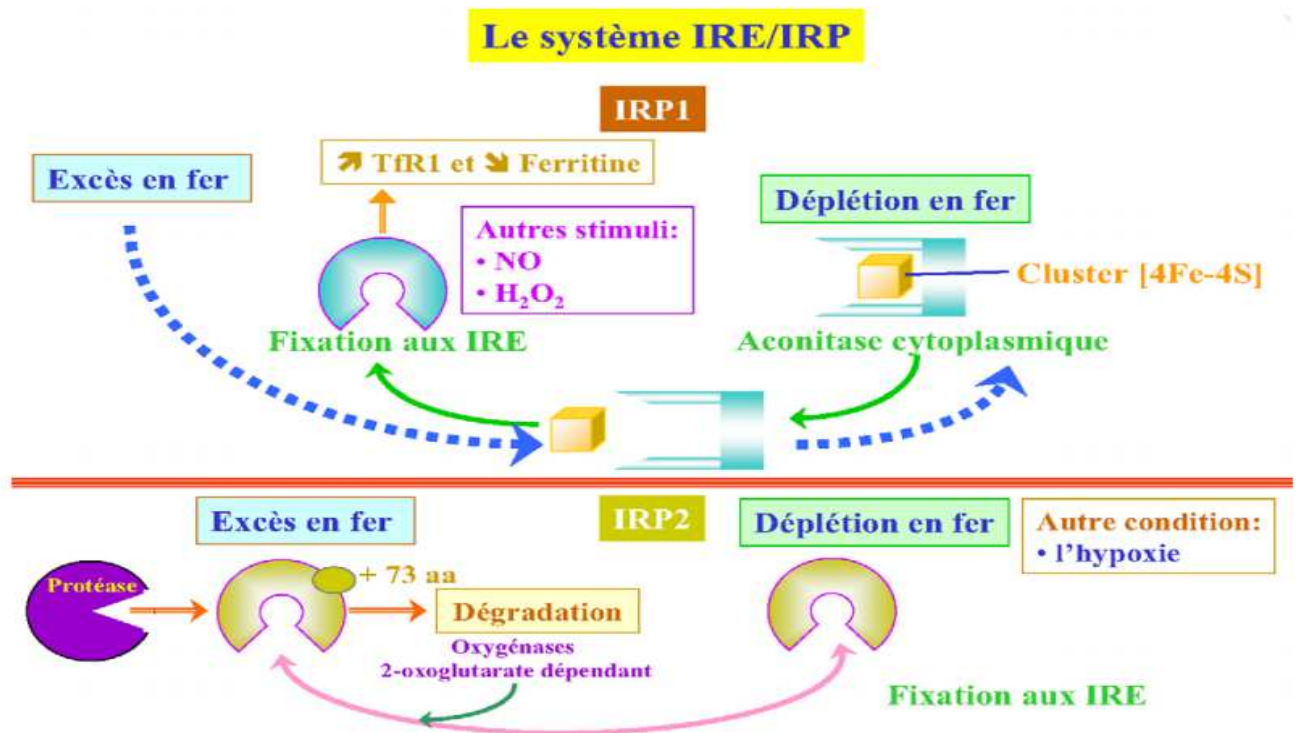 Le système IRE/IRP
IRP1
Excès en fer
↗ TfR1 et ↘ Ferritine
Autres stimuli:
• NO
• H₂O₂
Fixation aux IRE
Déplétion en fer
Cluster [4Fe-4S]
Aconitase cytoplasmique
IRP2
Excès en fer
Protéase
+ 73 aa
Dégradation
Oxygénases
2-oxoglutarate dépendant
Déplétion en fer
Autre condition:
• l'hypoxie
Fixation aux IRE